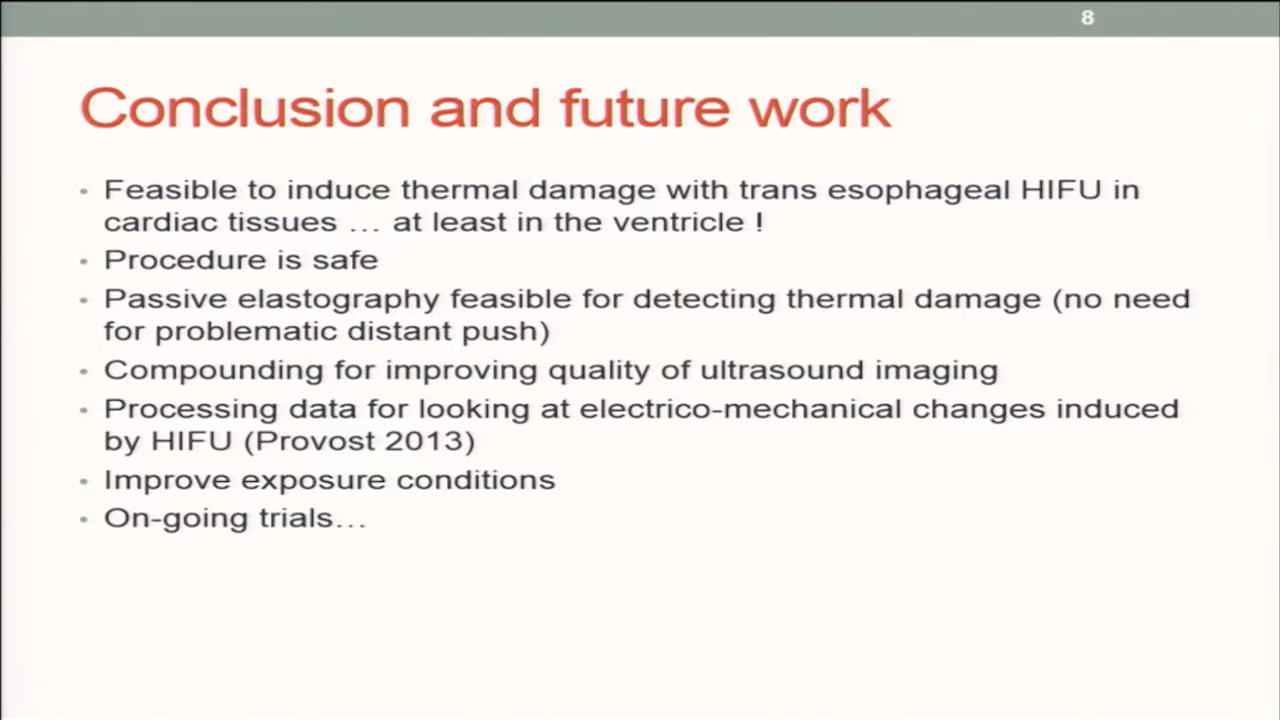 8
Conclusion and future work
• Feasible to induce thermal damage with trans esophageal HIFU in
cardiac tissues … at least in the ventricle !
• Procedure is safe
• Passive elastography feasible for detecting thermal damage (no need
for problematic distant push)
• Compounding for improving quality of ultrasound imaging
• Processing data for looking at electrico-mechanical changes induced
by HIFU (Provost 2013)
• Improve exposure conditions
• On-going trials…